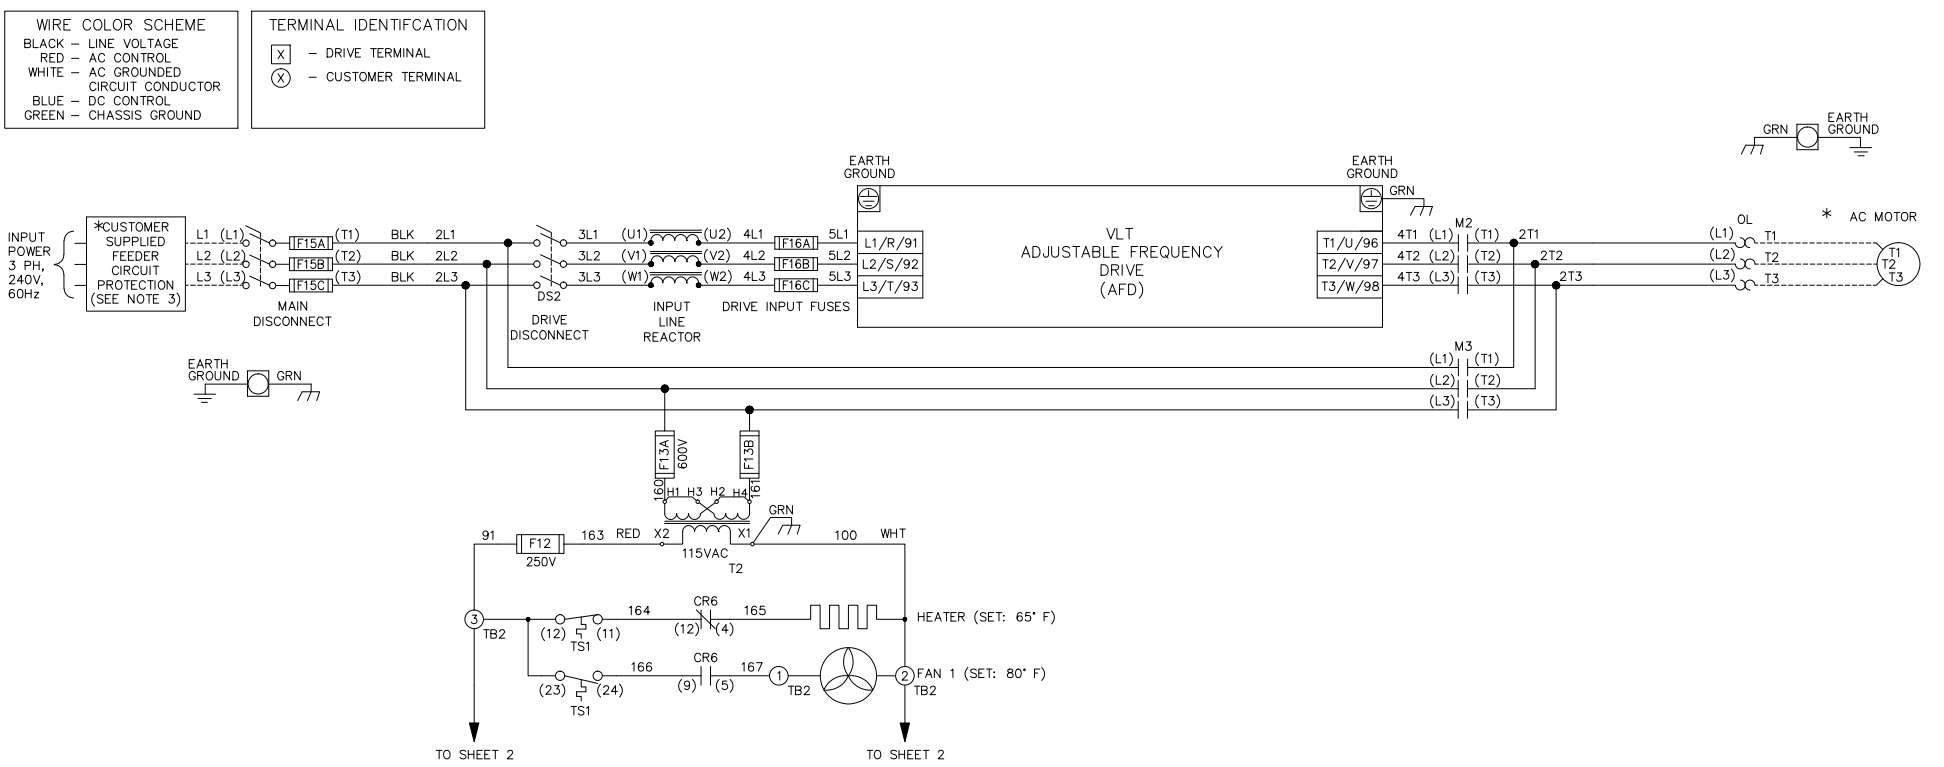 WIRE COLOR SCHEME
BLACK – LINE VOLTAGE
RED – AC CONTROL
WHITE – AC GROUNDED
CIRCUIT CONDUCTOR
BLUE – DC CONTROL
GREEN – CHASSIS GROUND
TERMINAL IDENTIFCATION
X – DRIVE TERMINAL
X – CUSTOMER TERMINAL
GRN
EARTH
GROUND
INPUT
POWER
3 PH,
240V,
60Hz
*CUSTOMER
SUPPLIED
FEEDER
CIRCUIT
PROTECTION
(SEE NOTE 3)
L1 (L1) F15A (T1) BLK 2L1
L2 (L2) F15B (T2) BLK 2L2
L3 (L3) F15C (T3) BLK 2L3
MAIN
DISCONNECT
DS2
DRIVE
DISCONNECT
3L1 (U1) (U2) 4L1 F16A 5L1
3L2 (V1) (V2) 4L2 F16B 5L2
3L3 (W1) (W2) 4L3 F16C 5L3
INPUT
LINE
REACTOR
DRIVE INPUT FUSES
EARTH
GROUND
L1/R/91
L2/S/92
L3/T/93
VLT
ADJUSTABLE FREQUENCY
DRIVE
(AFD)
EARTH
GROUND
GRN
T1/U/96
T2/V/97
T3/W/98
M2
4T1 (L1) (T1) 2T1
4T2 (L2) (T2) 2T2
4T3 (L3) (T3) 2T3
OL
(L1) T1
(L2) T2
(L3) T3
* AC MOTOR
T1
T2
T3
M3
(L1) (T1)
(L2) (T2)
(L3) (T3)
EARTH
GROUND
GRN
F13A
600V
F13B
160
161
H1 H3 H2 H4
GRN
91 F12 163 RED X2 X1 100 WHT
250V
115VAC
T2
3
TB2
(12) (11)
TS1
164
CR6
(12) (4)
165
HEATER (SET: 65° F)
(23) (24)
TS1
166
CR6
(9) (5)
167
1
TB2
2
TB2
FAN 1 (SET: 80° F)
TO SHEET 2
TO SHEET 2